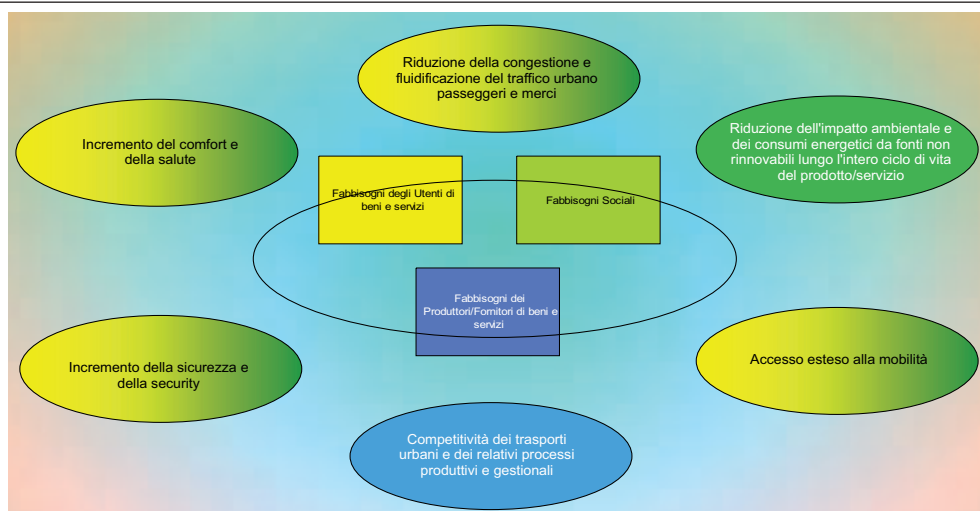 Riduzione della congestione e
fluidificazione del traffico urbano
passeggeri e merci
Incremento del comfort e
della salute
Riduzione dell'impatto ambientale e
dei consumi energetici da fonti non
rinnovabili lungo l'intero ciclo di vita
del prodotto/servizio
Fabbisogni degli Utenti di
beni e servizi
Fabbisogni Sociali
Fabbisogni dei
Produttori/Fornitori di beni e
servizi
Incremento della sicurezza e
della security
Accesso esteso alla mobilità
Competitività dei trasporti
urbani e dei relativi processi
produttivi e gestionali